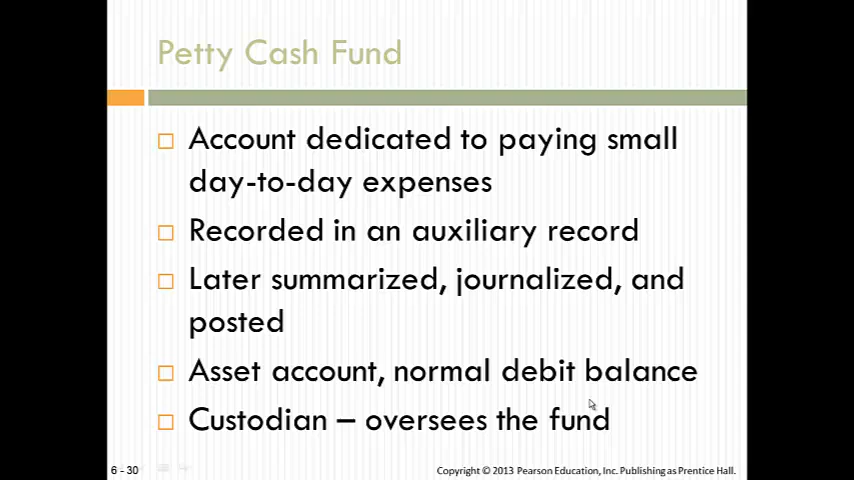 Petty Cash Fund
Account dedicated to paying small
day-to-day expenses
Recorded in an auxiliary record
Later summarized, journalized, and
posted
Asset account, normal debit balance
Custodian – oversees the fund
6 - 30
Copyright © 2013 Pearson Education, Inc. Publishing as Prentice Hall.